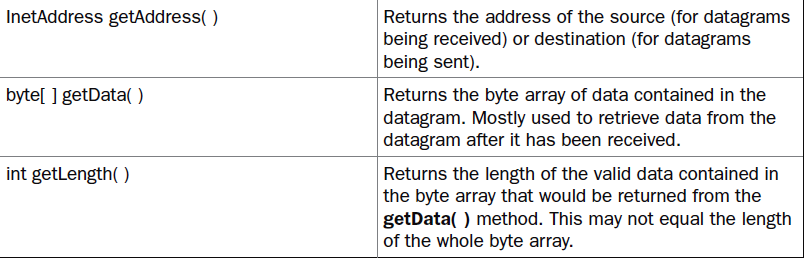 InetAddress getAddress( )
Returns the address of the source (for datagrams
being received) or destination (for datagrams
being sent).
byte[ ] getData( )
Returns the byte array of data contained in the
datagram. Mostly used to retrieve data from the
datagram after it has been received.
int getLength( )
Returns the length of the valid data contained in
the byte array that would be returned from the
getData( ) method. This may not equal the length
of the whole byte array.